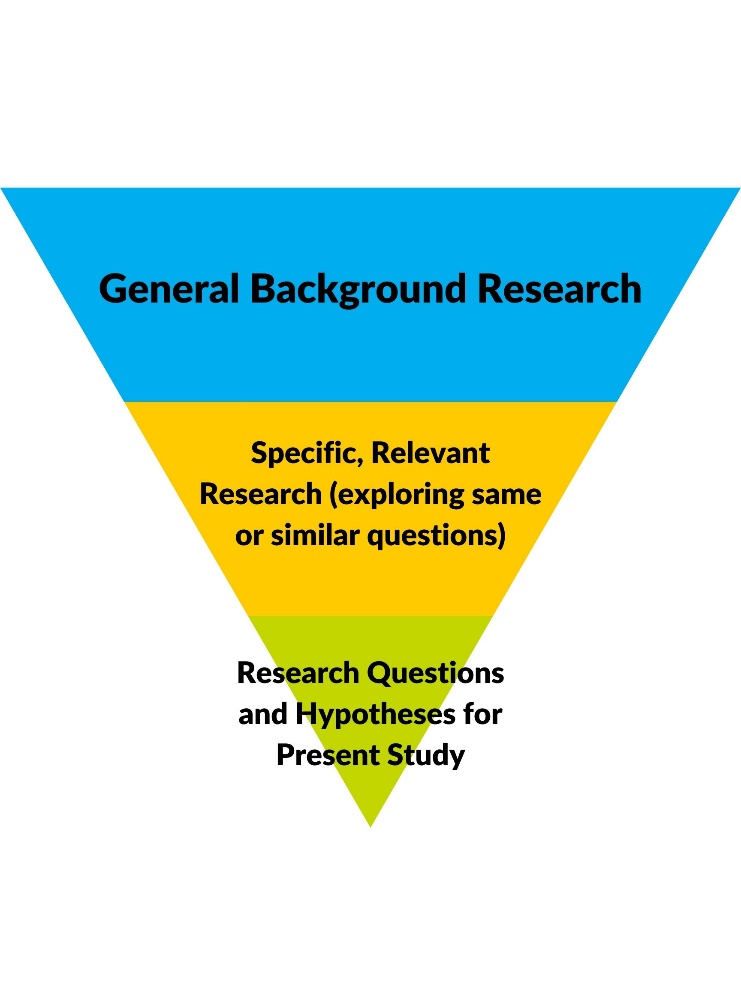 General Background Research
Specific, Relevant
Research (exploring same
or similar questions)
Research Questions
and Hypotheses for
Present Study